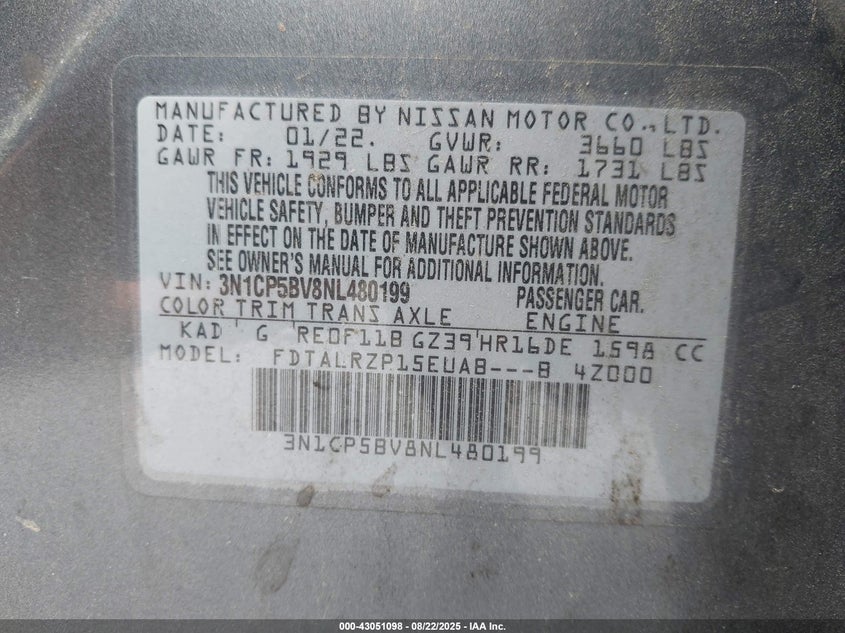 MANUFACTURED BY NISSAN MOTOR CO., LTD.
DATE: 01/22. GVWR: 3660 LBS
GAWR FR: 1929 LBS GAWR RR: 1731 LBS
THIS VEHICLE CONFORMS TO ALL APPLICABLE FEDERAL MOTOR
VEHICLE SAFETY, BUMPER AND THEFT PREVENTION STANDARDS
IN EFFECT ON THE DATE OF MANUFACTURE SHOWN ABOVE.
SEE OWNER'S MANUAL FOR ADDITIONAL INFORMATION.
VIN: 3N1CP5BV8NL480199 PASSENGER CAR.
COLOR TRIM TRANS AXLE ENGINE
KAD ' G 'RE0F11B GZ39'HR16DE 1598 CC
MODEL: FDTALRZP15EUAB---B 4Z000
3N1CP5BV8NL480199
000-43051098 - 08/22/2025 - IAA Inc.